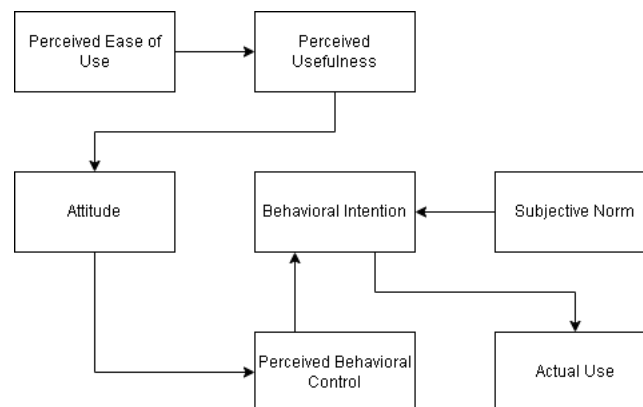 Perceived Ease of
Use
Perceived
Usefulness
Attitude
Behavioral Intention
Subjective Norm
Perceived Behavioral
Control
Actual Use